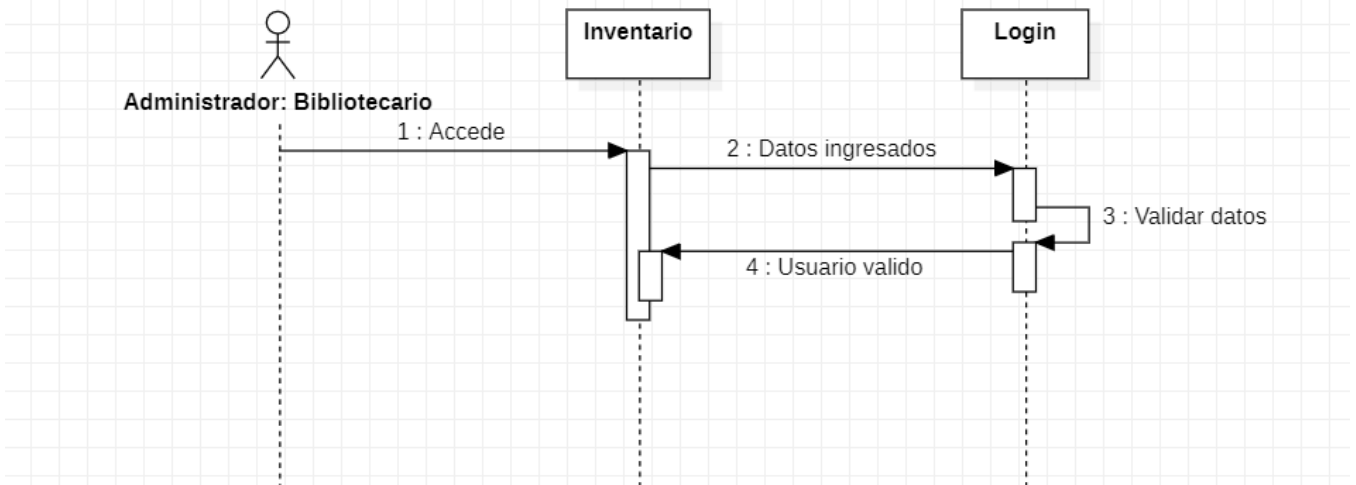 Inventario
Login
Administrador: Bibliotecario
1 : Accede
2 : Datos ingresados
3 : Validar datos
4 : Usuario valido